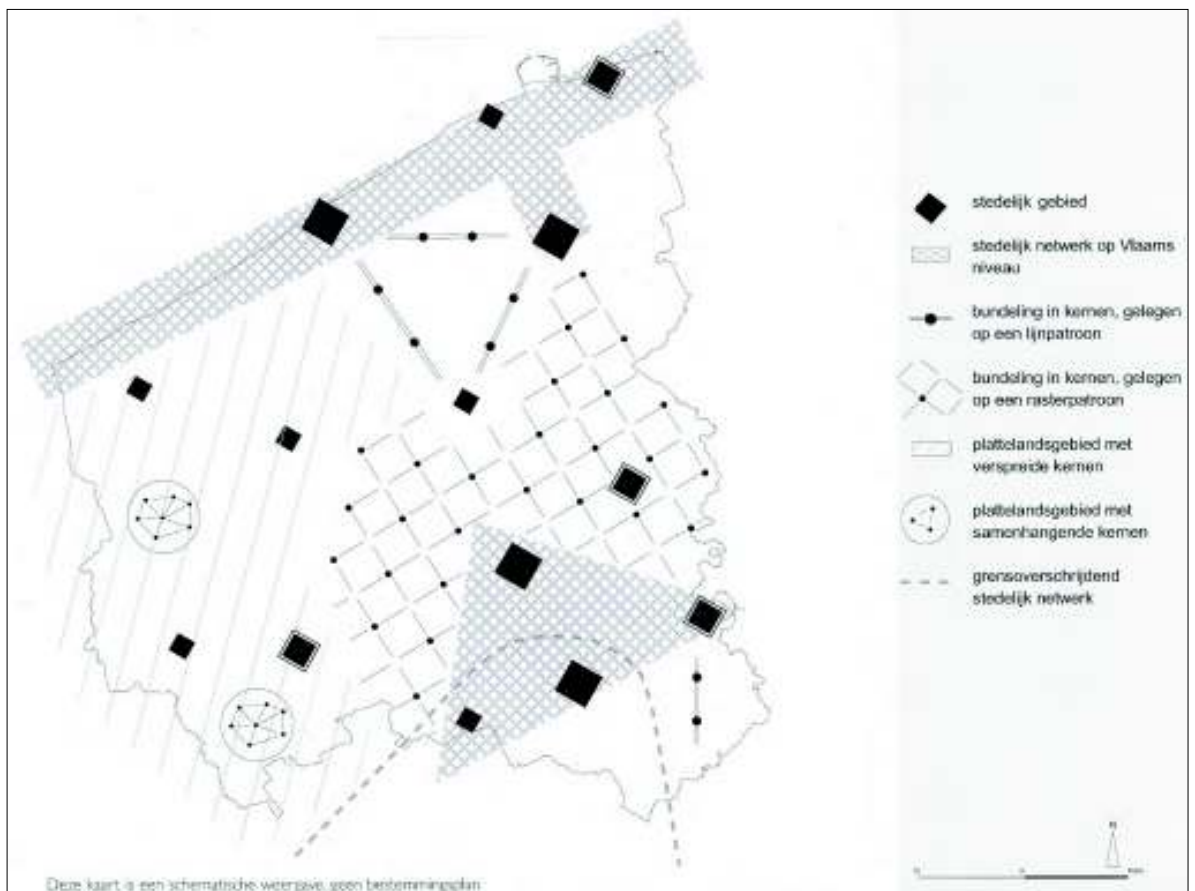 stedelijk gebied
stedelijk netwerk op Vlaams
niveau
bundeling in kernen, gelegen
op een lijnpatroon
bundeling in kernen, gelegen
op een rasterpatroon
plattelandsgebied met
verspreide kernen
plattelandsgebied met
samenhangende kernen
grensoverschrijdend
stedelijk netwerk
Deze kaart is een schematische weergave, geen bestemmingsplan